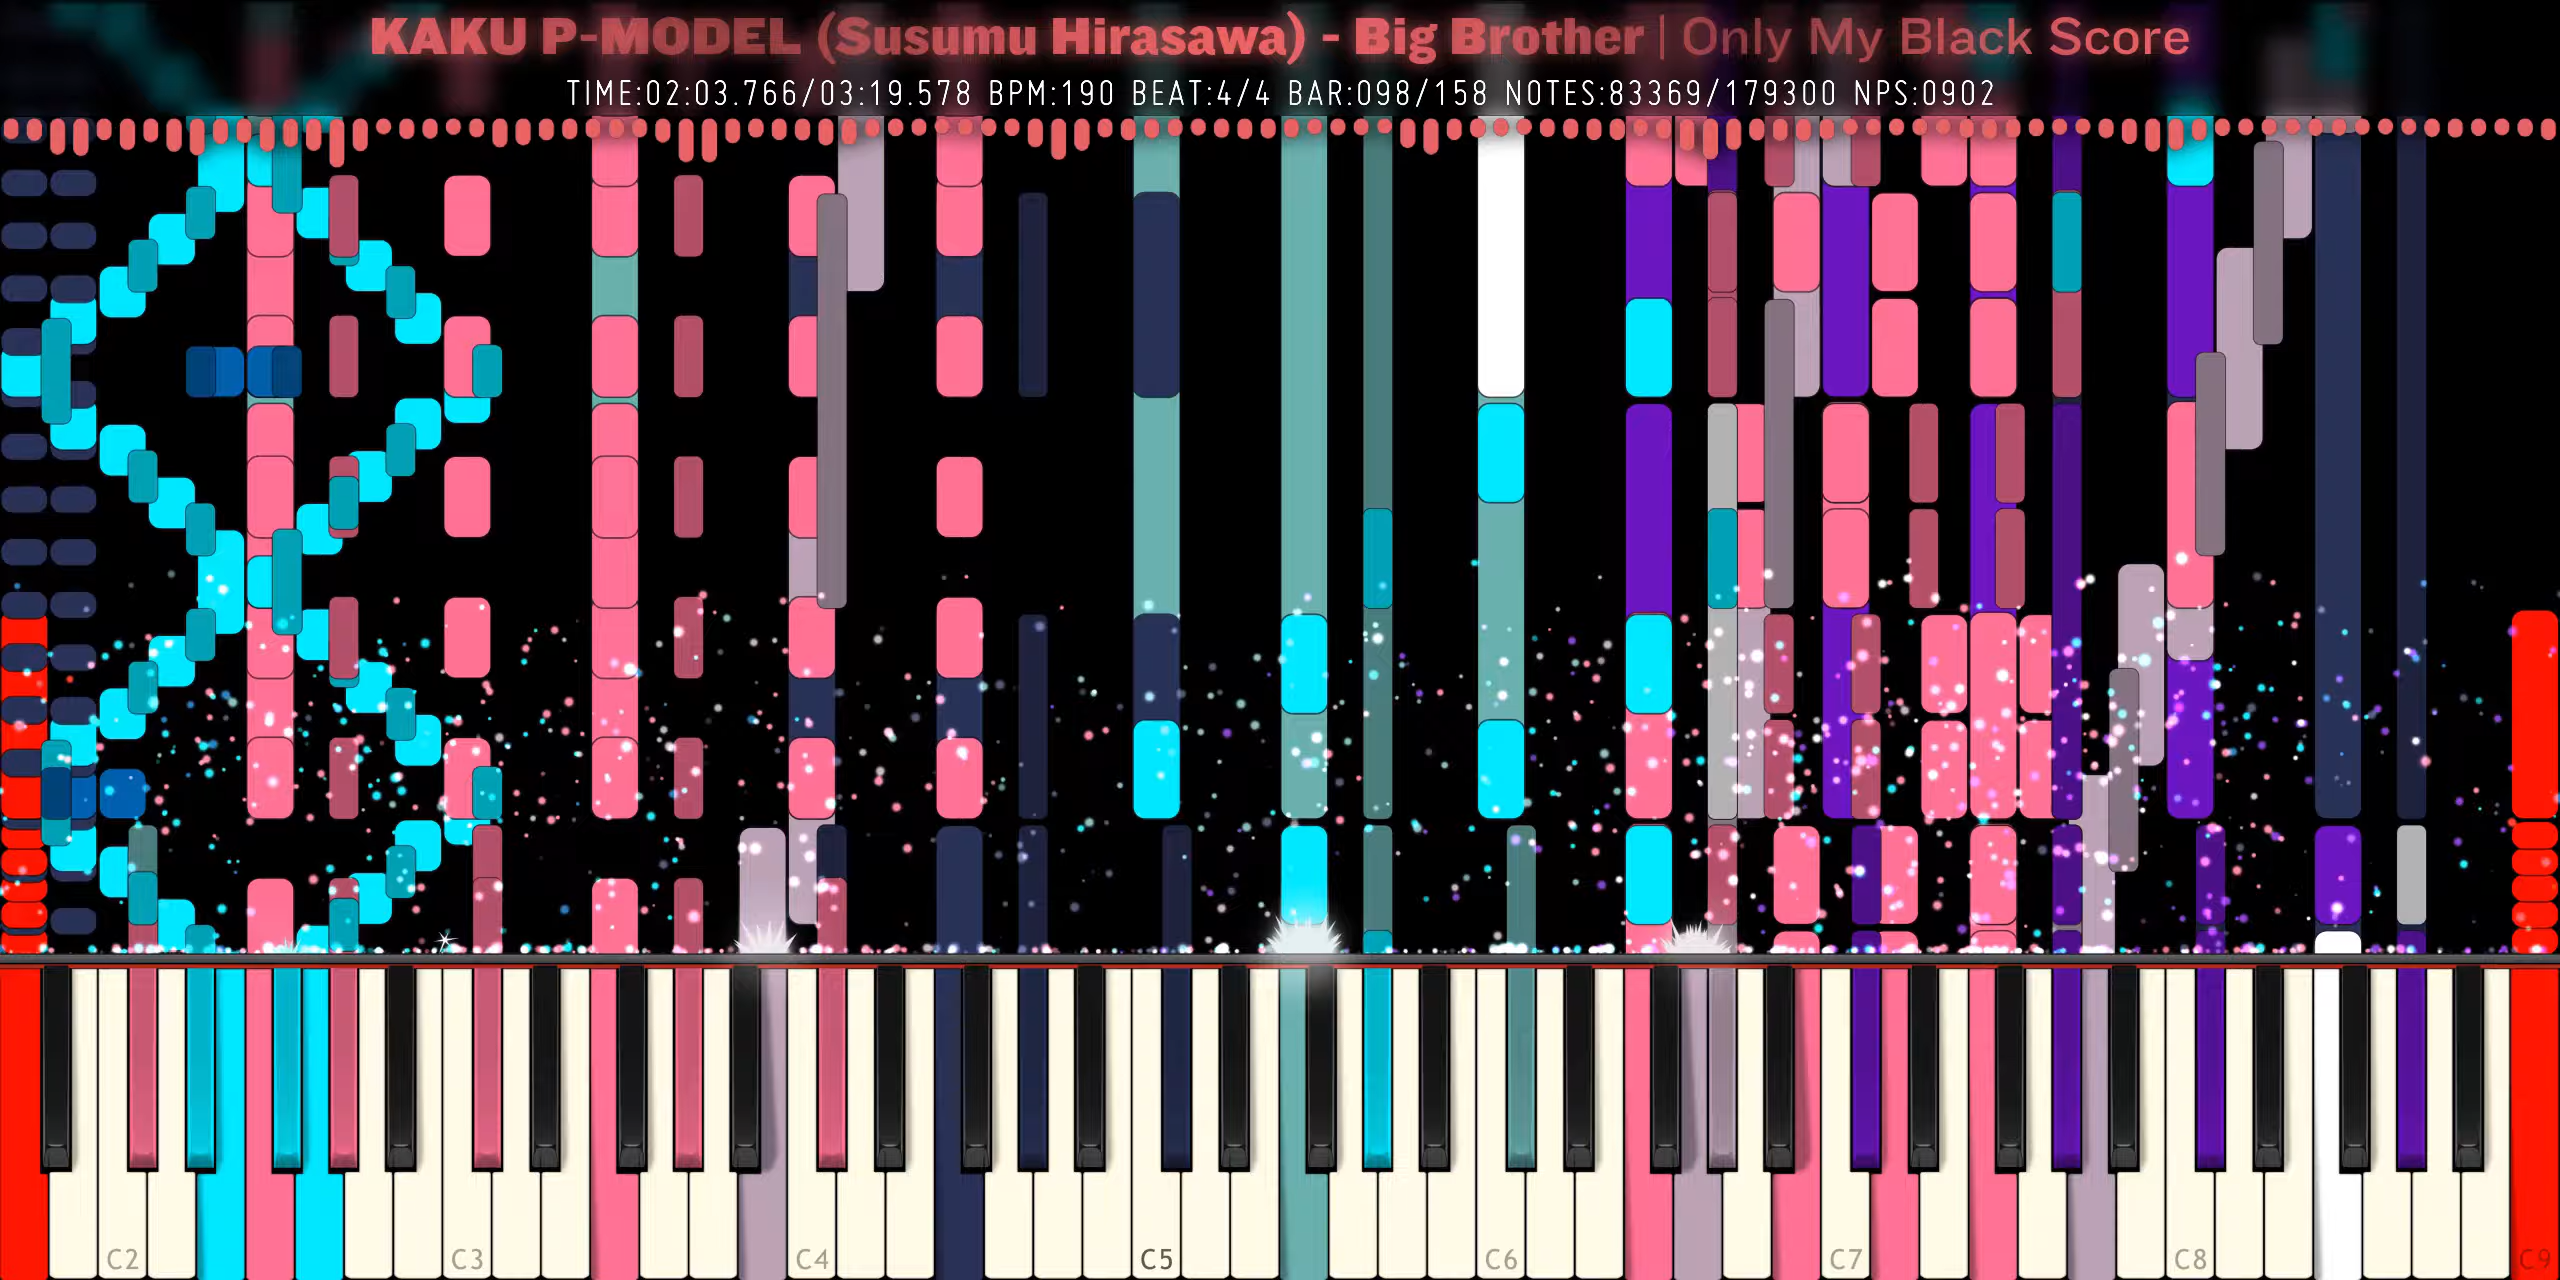 KAKU P-MODEL (Susumu Hirasawa) - Big Brother | Only My Black Score
TIME:02:03.766/03:19.578 BPM:190 BEAT:4/4 BAR:098/158 NOTES:83369/179300 NPS:0902
C2 C3 C4 C5 C6 C7 C8 C9